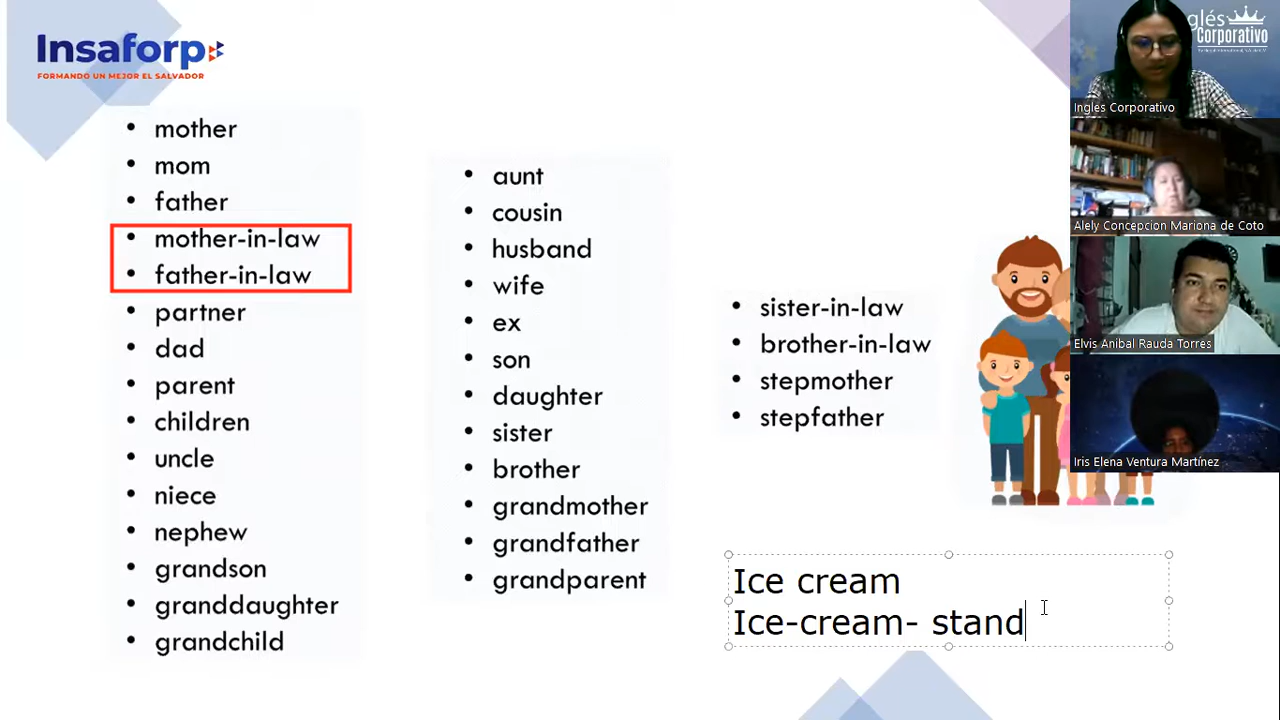 Insaforp
FORMANDO UN MEJOR EL SALVADOR
• mother
• mom
• father
• mother-in-law
• father-in-law
• partner
• dad
• parent
• children
• uncle
• niece
• nephew
• grandson
• granddaughter
• grandchild
• aunt
• cousin
• husband
• wife
• ex
• son
• daughter
• sister
• brother
• grandmother
• grandfather
• grandparent
• sister-in-law
• brother-in-law
• stepmother
• stepfather
Ice cream
Ice-cream- stand
glés
Corporativo
Ingles Corporativo
Alely Concepcion Mariona de Coto
Elvis Anibal Rauda Torres
Iris Elena Ventura Martínez